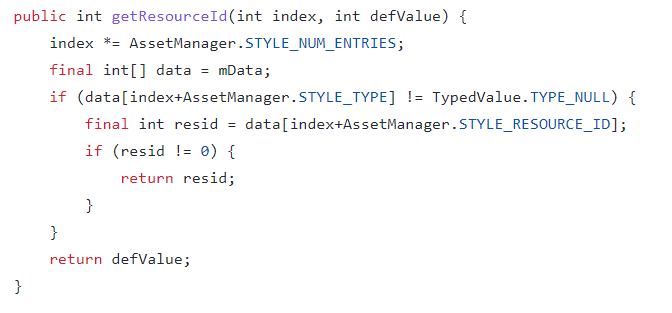 public int getResourceId(int index, int defValue) {
    index *= AssetManager.STYLE_NUM_ENTRIES;
    final int[] data = mData;
    if (data[index+AssetManager.STYLE_TYPE] != TypedValue.TYPE_NULL) {
        final int resid = data[index+AssetManager.STYLE_RESOURCE_ID];
        if (resid != 0) {
            return resid;
        }
    }
    return defValue;
}